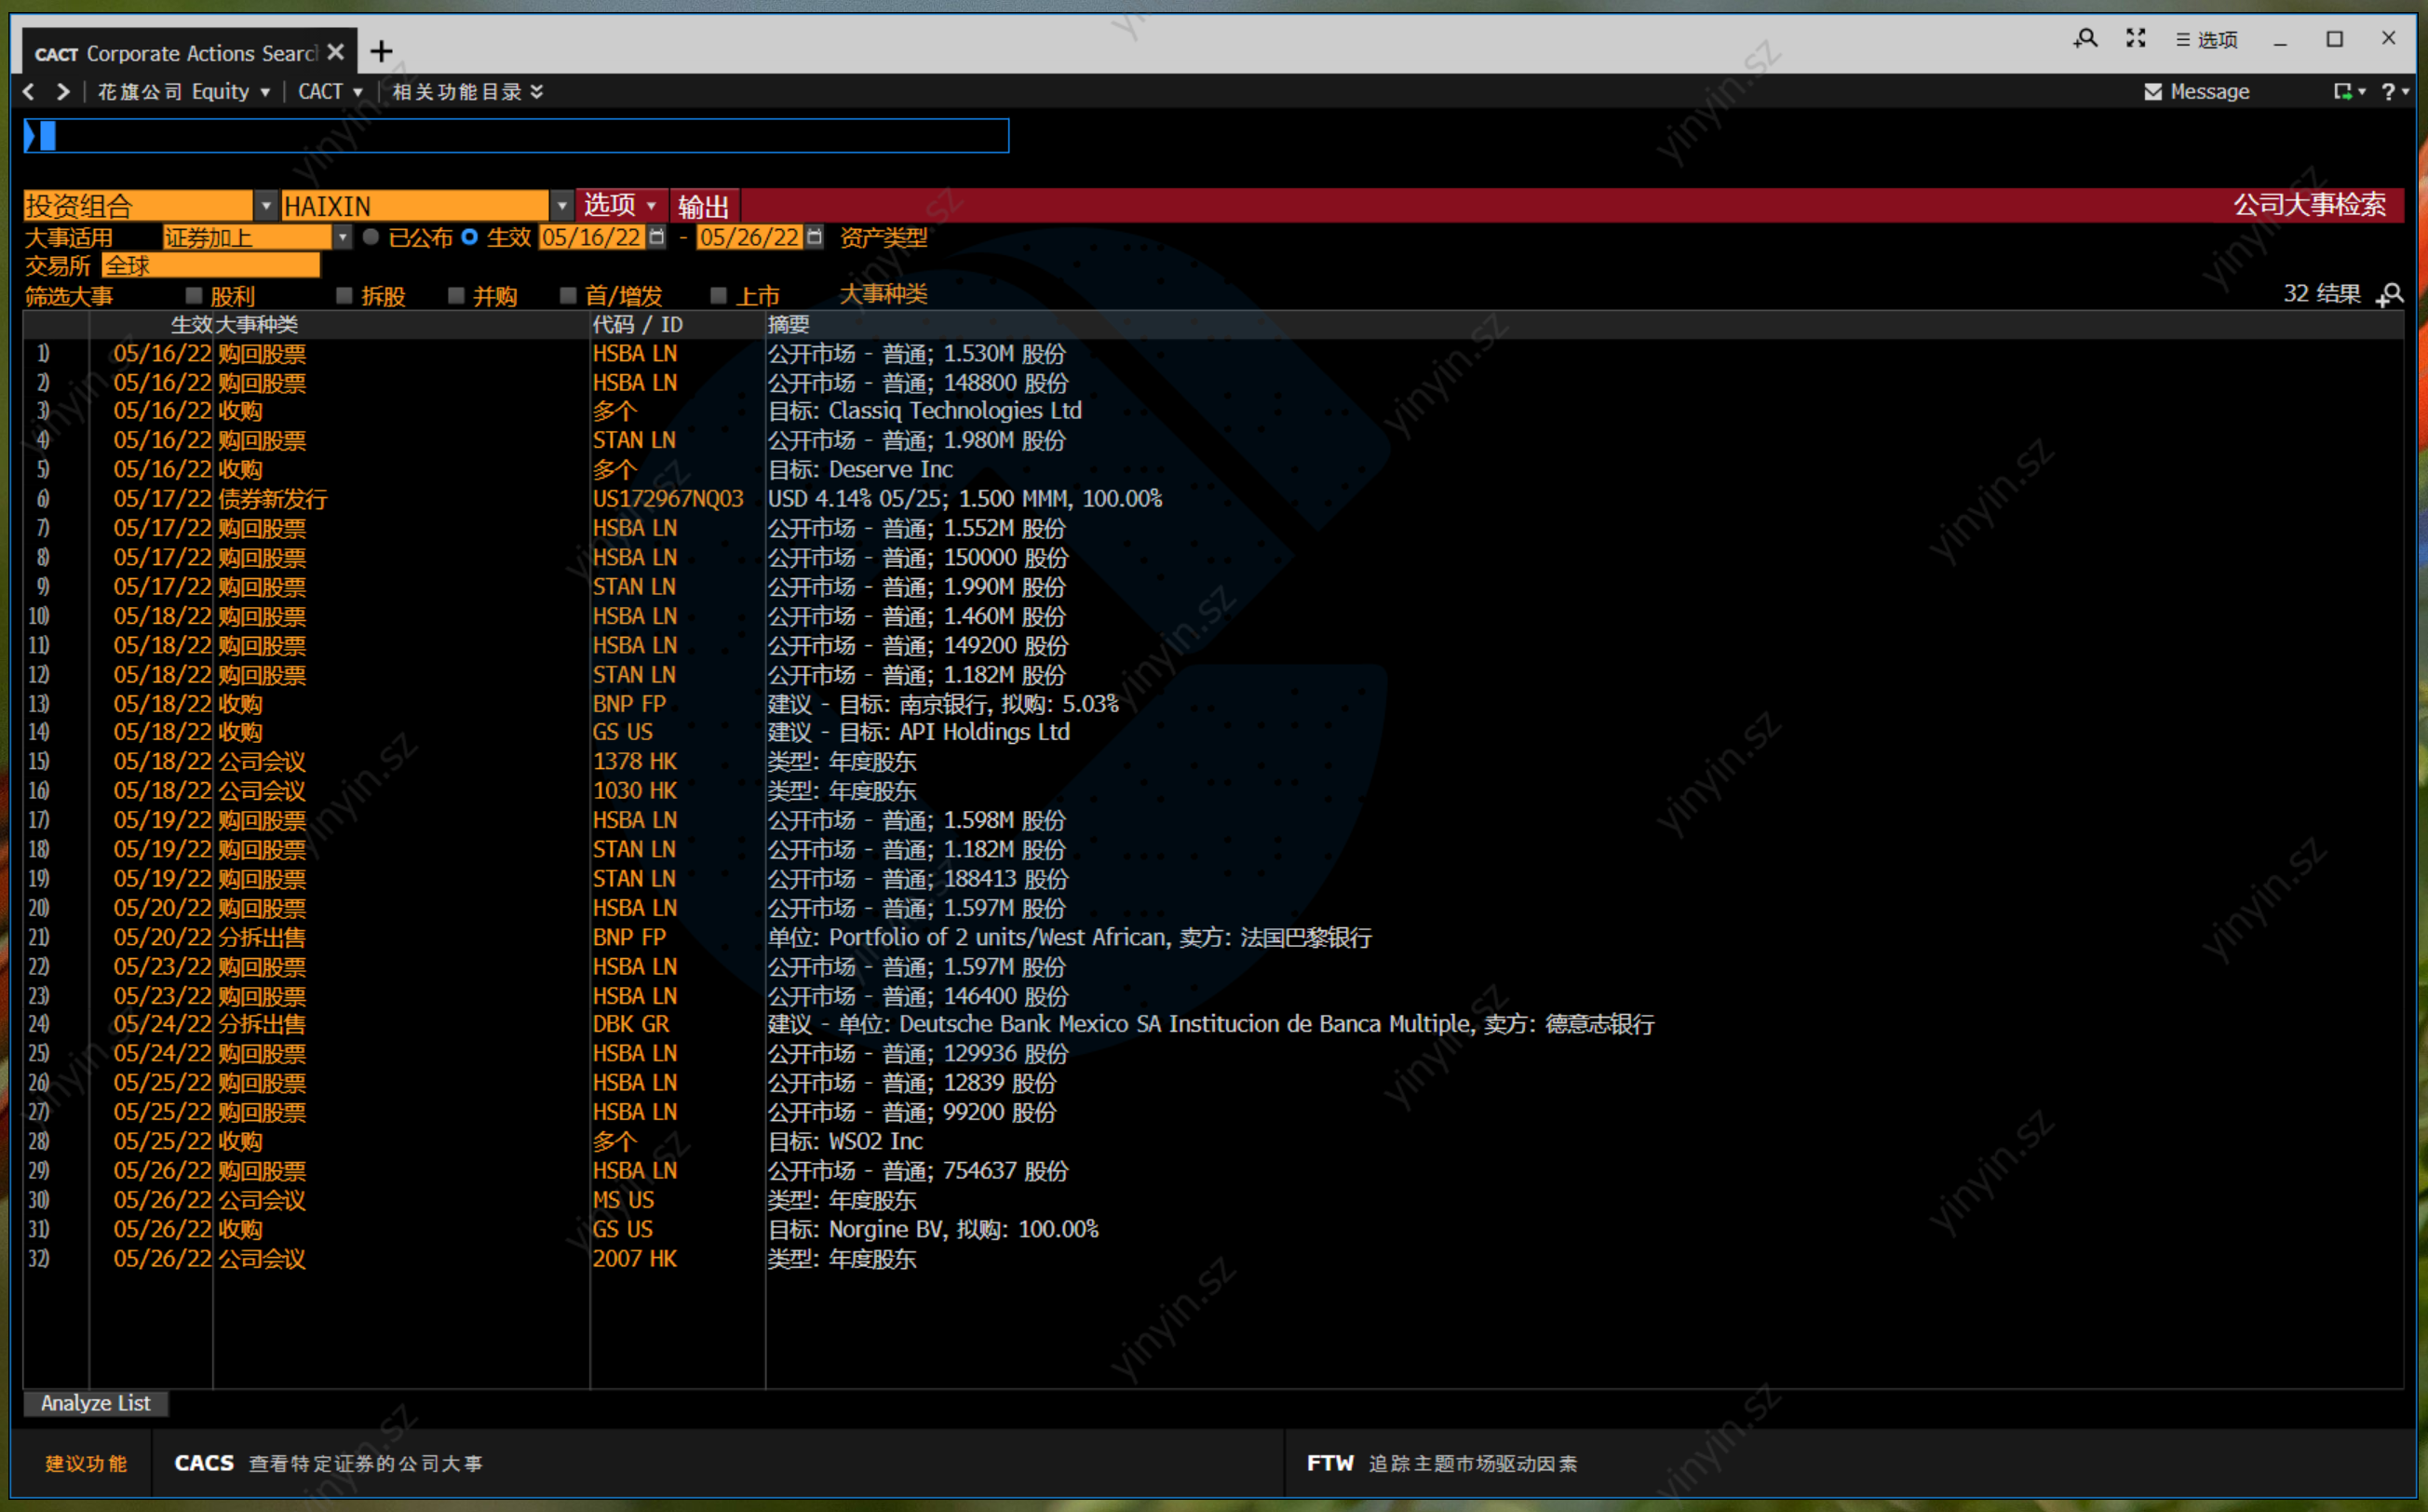 CACT Corporate Actions Searc
选项
花旗公司 Equity CACT 相关功能目录 Message
投资组合 HAIXIN 选项 输出 公司大事检索
大事适用 证券加上 已公布 生效 05/16/22 - 05/26/22 资产类型
交易所 全球
筛选大事 股利 拆股 并购 首/增发 上市 大事种类 32 结果
生效 大事种类 代码 / ID 摘要
1) 05/16/22 购回股票 HSBA LN 公开市场 - 普通; 1.530M 股份
2) 05/16/22 购回股票 HSBA LN 公开市场 - 普通; 148800 股份
3) 05/16/22 收购 多个 目标: Classiq Technologies Ltd
4) 05/16/22 购回股票 STAN LN 公开市场 - 普通; 1.980M 股份
5) 05/16/22 收购 多个 目标: Deserve Inc
6) 05/17/22 债券新发行 US172967NQ03 USD 4.14% 05/25; 1.500 MMM, 100.00%
7) 05/17/22 购回股票 HSBA LN 公开市场 - 普通; 1.552M 股份
8) 05/17/22 购回股票 HSBA LN 公开市场 - 普通; 150000 股份
9) 05/17/22 购回股票 STAN LN 公开市场 - 普通; 1.990M 股份
10) 05/18/22 购回股票 HSBA LN 公开市场 - 普通; 1.460M 股份
11) 05/18/22 购回股票 HSBA LN 公开市场 - 普通; 149200 股份
12) 05/18/22 购回股票 STAN LN 公开市场 - 普通; 1.182M 股份
13) 05/18/22 收购 BNP FP 建议 - 目标: 南京银行, 拟购: 5.03%
14) 05/18/22 收购 GS US 建议 - 目标: API Holdings Ltd
15) 05/18/22 公司会议 1378 HK 类型: 年度股东
16) 05/18/22 公司会议 1030 HK 类型: 年度股东
17) 05/19/22 购回股票 HSBA LN 公开市场 - 普通; 1.598M 股份
18) 05/19/22 购回股票 STAN LN 公开市场 - 普通; 1.182M 股份
19) 05/19/22 购回股票 STAN LN 公开市场 - 普通; 188413 股份
20) 05/20/22 购回股票 HSBA LN 公开市场 - 普通; 1.597M 股份
21) 05/20/22 分拆出售 BNP FP 单位: Portfolio of 2 units/West African, 卖方: 法国巴黎银行
22) 05/23/22 购回股票 HSBA LN 公开市场 - 普通; 1.597M 股份
23) 05/23/22 购回股票 HSBA LN 公开市场 - 普通; 146400 股份
24) 05/24/22 分拆出售 DBK GR 建议 - 单位: Deutsche Bank Mexico SA Institucion de Banca Multiple, 卖方: 德意志银行
25) 05/24/22 购回股票 HSBA LN 公开市场 - 普通; 129936 股份
26) 05/25/22 购回股票 HSBA LN 公开市场 - 普通; 12839 股份
27) 05/25/22 购回股票 HSBA LN 公开市场 - 普通; 99200 股份
28) 05/25/22 收购 多个 目标: WSO2 Inc
29) 05/26/22 购回股票 HSBA LN 公开市场 - 普通; 754637 股份
30) 05/26/22 公司会议 MS US 类型: 年度股东
31) 05/26/22 收购 GS US 目标: Norgine BV, 拟购: 100.00%
32) 05/26/22 公司会议 2007 HK 类型: 年度股东
Analyze List
建议功能 CACS 查看特定证券的公司大事 FTW 追踪主题市场驱动因素
yinyin.sz